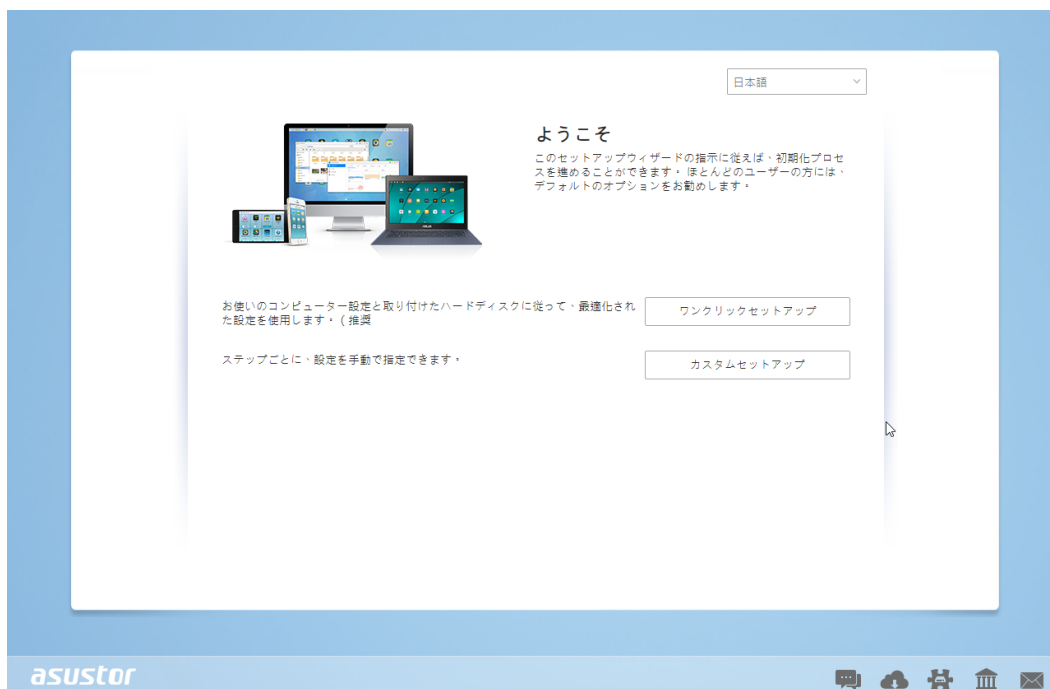 日本語
ようこそ
このセットアップウィザードの指示に従えば、初期化プロセ
スを進めることができます。ほとんどのユーザーの方には、
デフォルトのオプションをお勧めします。
お使いのコンピューター設定と取り付けたハードディスクに従って、最適化され
た設定を使用します。(推奨
ワンクリックセットアップ
ステップごとに、設定を手動で指定できます。
カスタムセットアップ
asustor